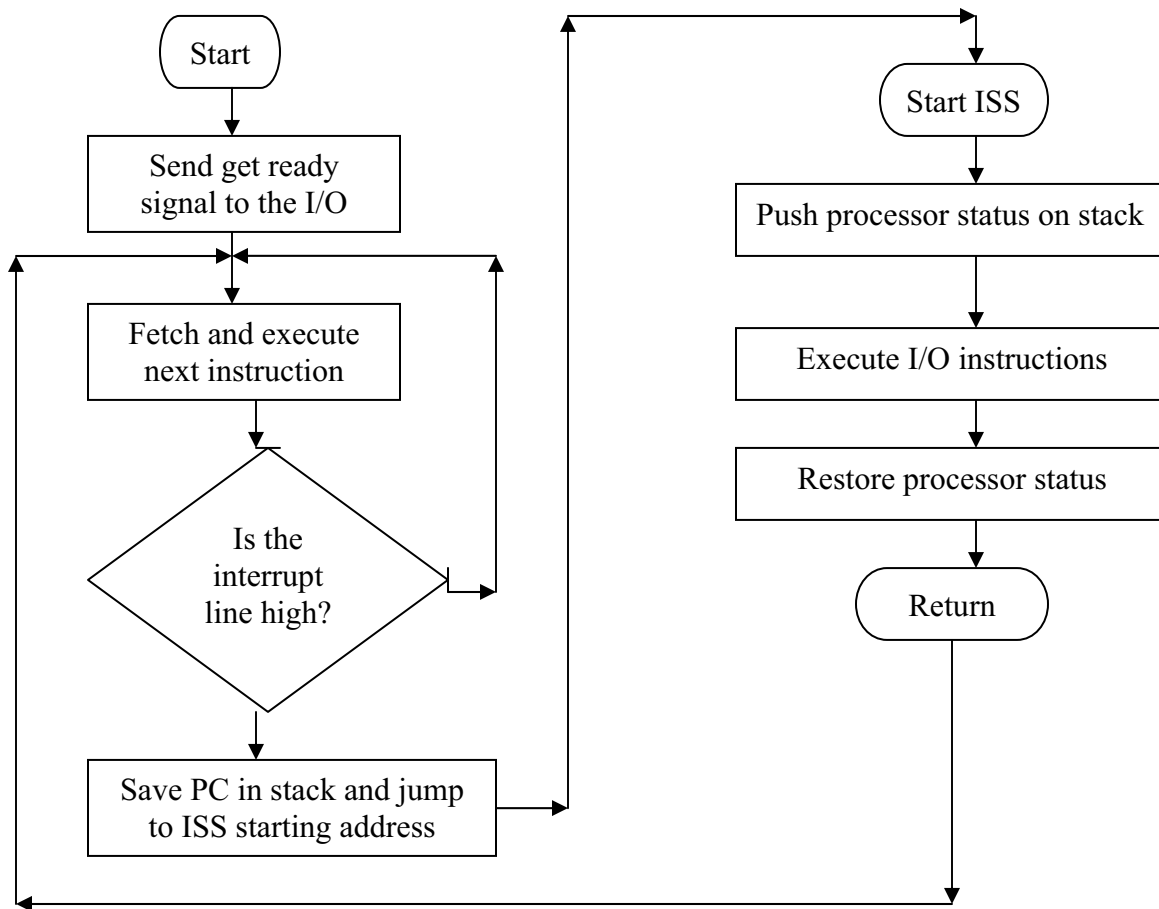 Start
Send get ready
signal to the I/O
Fetch and execute
next instruction
Is the
interrupt
line high?
Save PC in stack and jump
to ISS starting address
Start ISS
Push processor status on stack
Execute I/O instructions
Restore processor status
Return